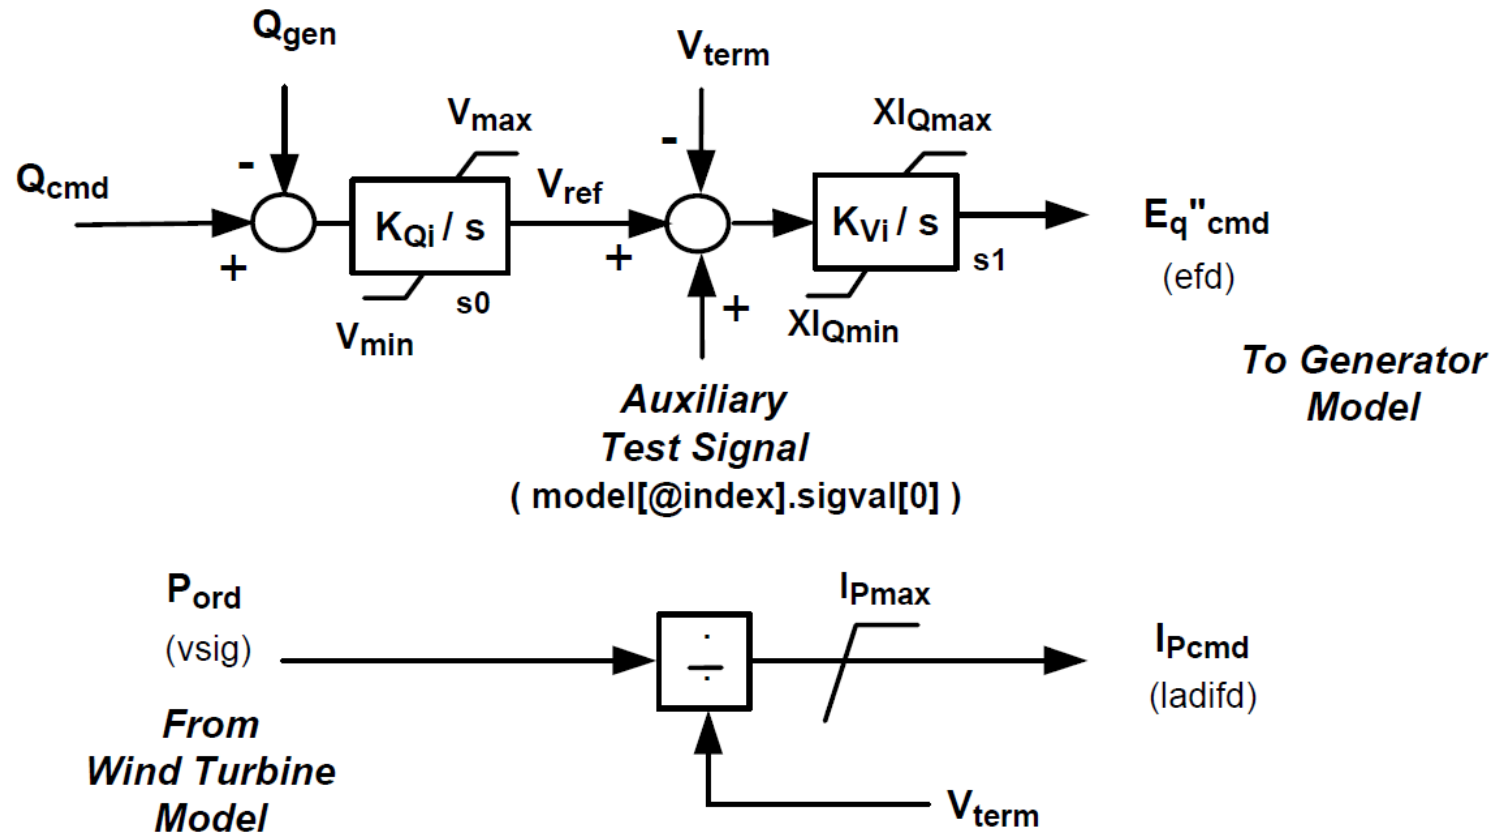 Qgen
Vterm
Vmax
XIQmax
Qcmd
-
-
Vref
KQi / s
KVi / s
Eq"cmd
+
+
s0
s1
(efd)
Vmin
+
XIQmin
To Generator
Model
Auxiliary
Test Signal
( model[@index].sigval[0] )
Pord
(vsig)
IPmax
÷
IPcmd
(ladifd)
From
Wind Turbine
Model
Vterm